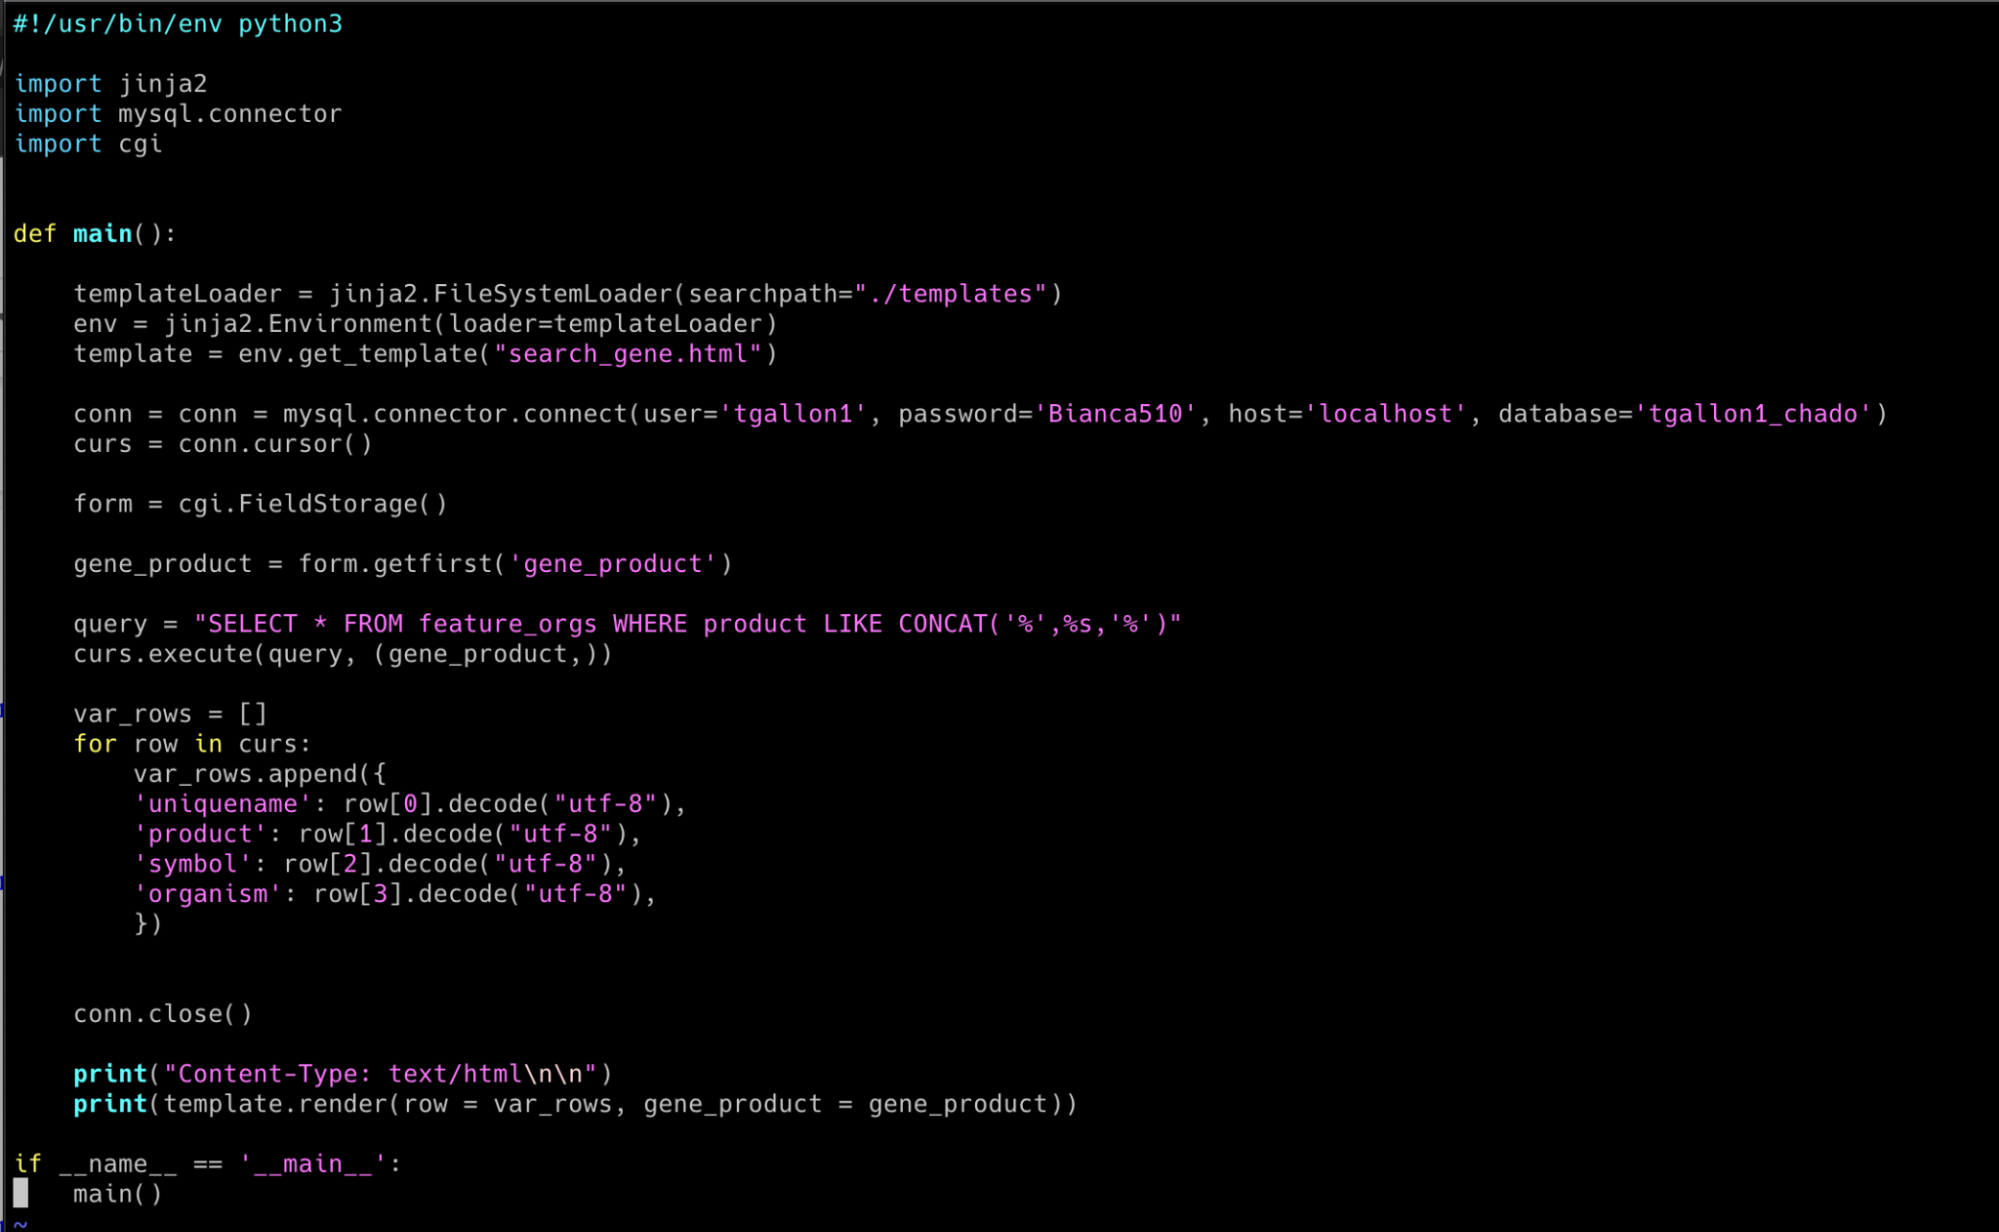 #!/usr/bin/env python3
import jinja2
import mysql.connector
import cgi
def main():
    templateLoader = jinja2.FileSystemLoader(searchpath="./templates")
    env = jinja2.Environment(loader=templateLoader)
    template = env.get_template("search_gene.html")
    conn = conn = mysql.connector.connect(user='tgallon1', password='Bianca510', host='localhost', database='tgallon1_chado')
    curs = conn.cursor()
    form = cgi.FieldStorage()
    gene_product = form.getfirst('gene_product')
    query = "SELECT * FROM feature_orgs WHERE product LIKE CONCAT('%',%s,'%')"
    curs.execute(query, (gene_product,))
    var_rows = []
    for row in curs:
        var_rows.append({
        'uniquename': row[0].decode("utf-8"),
        'product': row[1].decode("utf-8"),
        'symbol': row[2].decode("utf-8"),
        'organism': row[3].decode("utf-8"),
        })
    conn.close()
    print("Content-Type: text/html\n\n")
    print(template.render(row = var_rows, gene_product = gene_product))
if __name__ == '__main__':
    main()
~